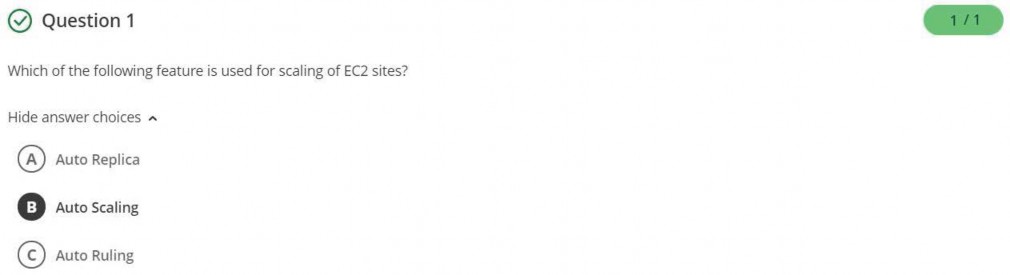 Question 1
1 / 1
Which of the following feature is used for scaling of EC2 sites?
Hide answer choices
A Auto Replica
B Auto Scaling
C Auto Ruling